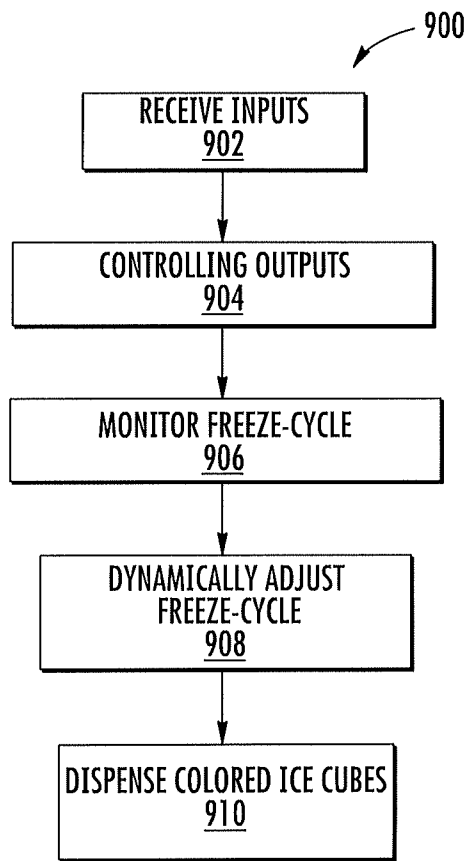 900
RECEIVE INPUTS
902
CONTROLLING OUTPUTS
904
MONITOR FREEZE-CYCLE
906
DYNAMICALLY ADJUST
FREEZE-CYCLE
908
DISPENSE COLORED ICE CUBES
910